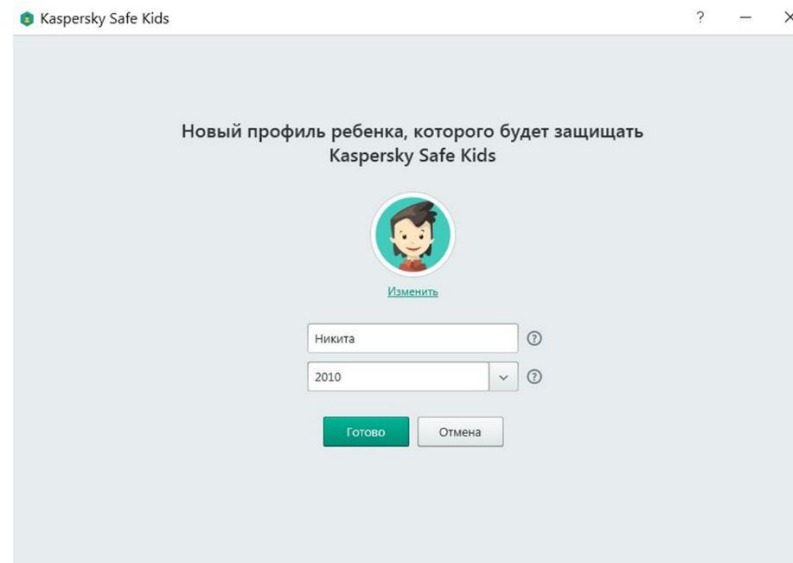 Kaspersky Safe Kids
Новый профиль ребенка, которого будет защищать
Kaspersky Safe Kids
Изменить
Никита
2010
Готово Отмена